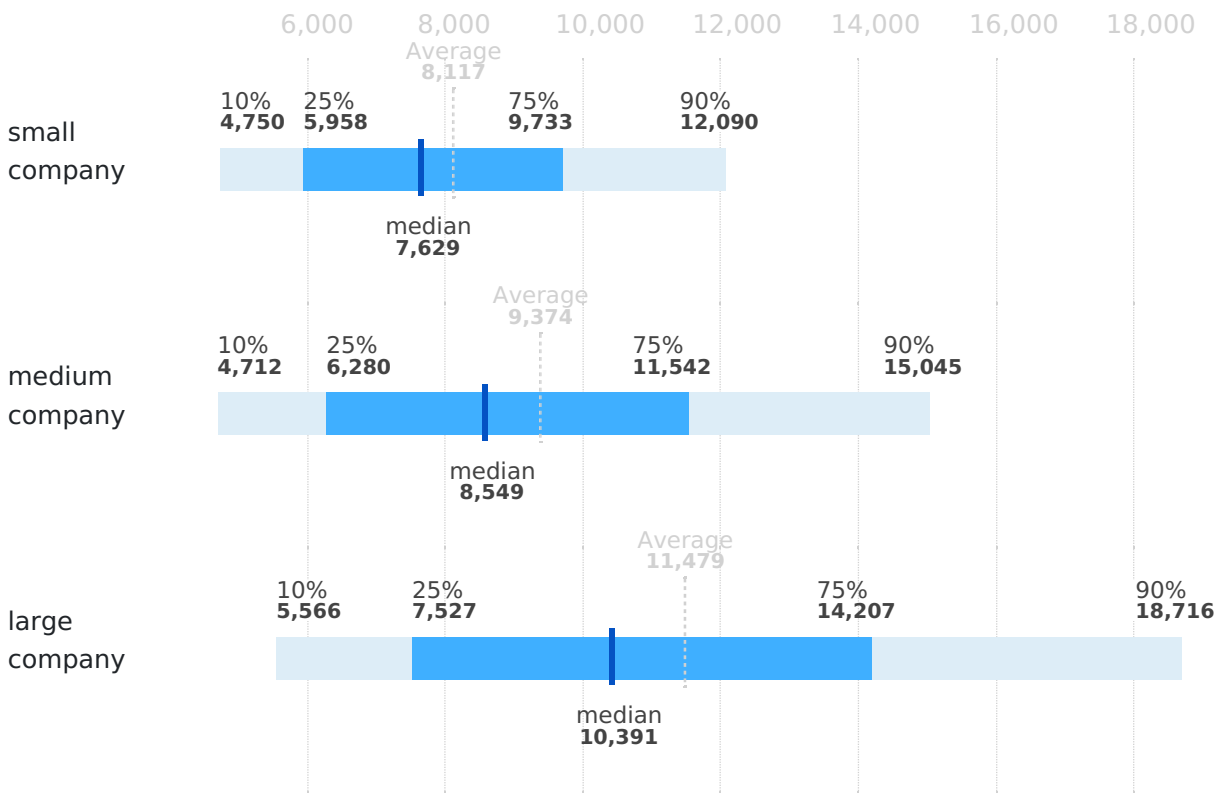 6,000 8,000 10,000 12,000 14,000 16,000 18,000
Average
8,117
10% 25% 75% 90%
4,750 5,958 9,733 12,090
small
company
median
7,629
Average
9,374
10% 25% 75% 90%
4,712 6,280 11,542 15,045
medium
company
median
8,549
Average
11,479
10% 25% 75% 90%
5,566 7,527 14,207 18,716
large
company
median
10,391